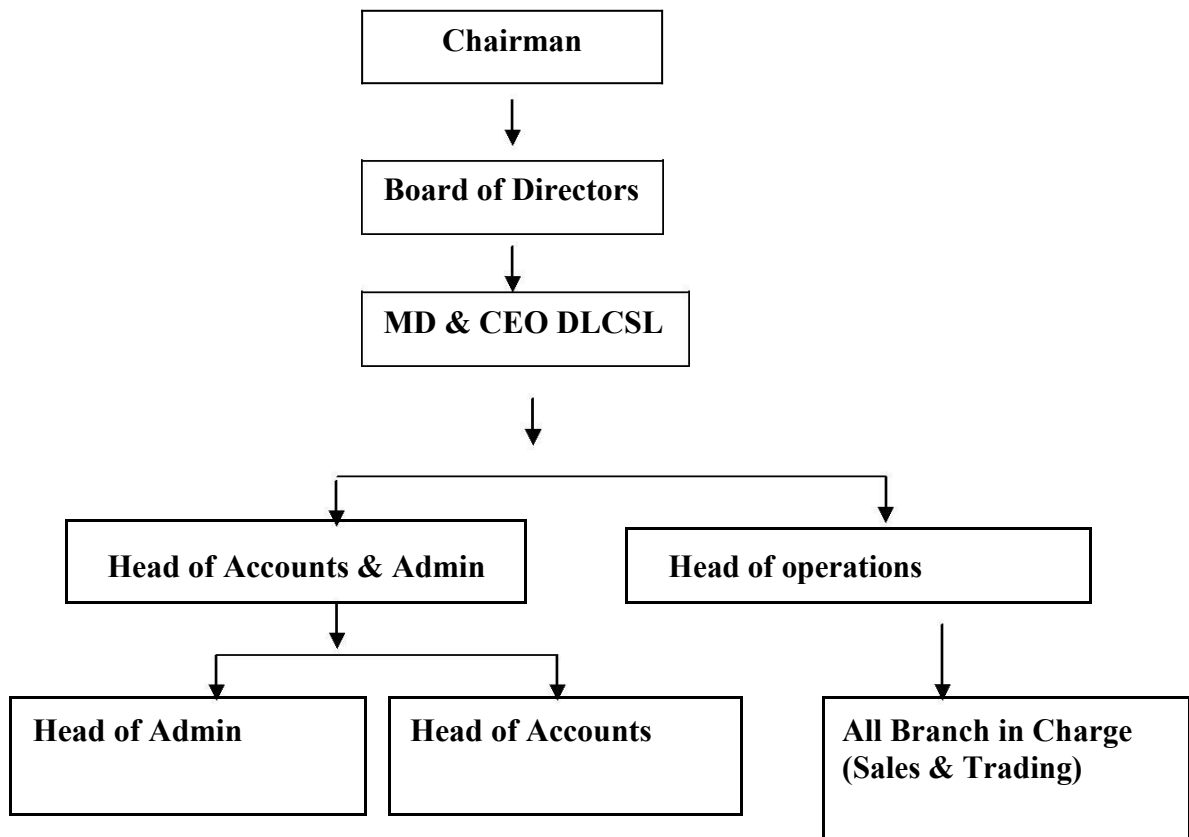 Chairman
Board of Directors
MD & CEO DLCSL
Head of Accounts & Admin
Head of operations
Head of Admin
Head of Accounts
All Branch in Charge
(Sales & Trading)